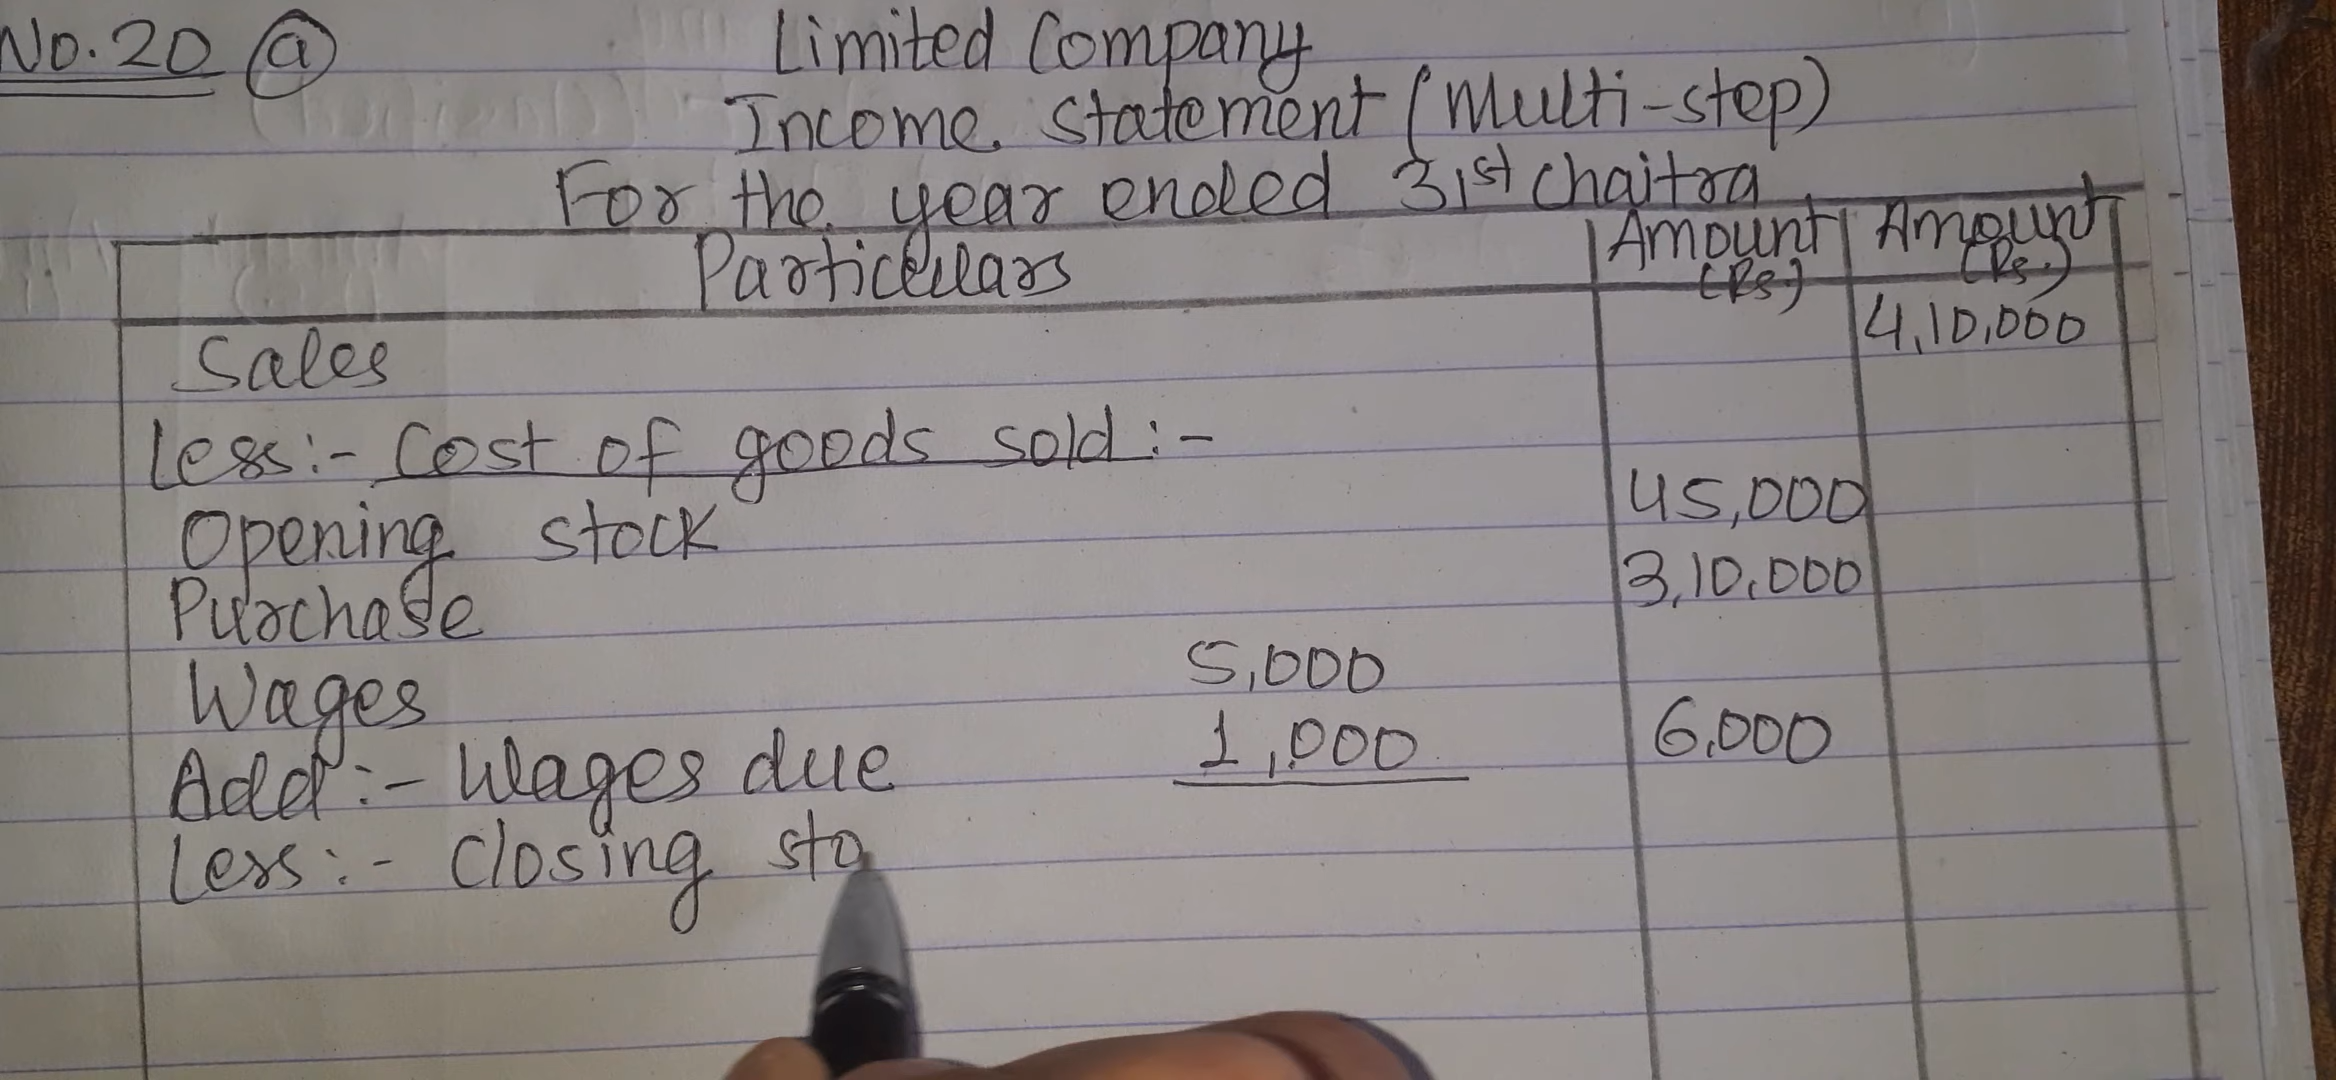 No. 20 (a)
Limited Company
Income Statement (Multi-step)
For the year ended 31st chaitra
Particulars Amount (Rs) Amount (Rs.)
Sales 4,10,000
Less:- Cost of goods sold:-
Opening stock 45,000
Purchase 3,10,000
Wages 5,000
Add:- Wages due 1,000 6,000
Less:- Closing sto